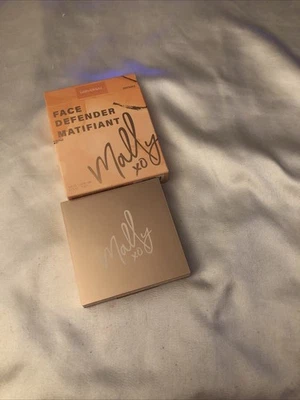 FACE
DEFENDER
MATIFIANT
Mally
xo
Mally
xo